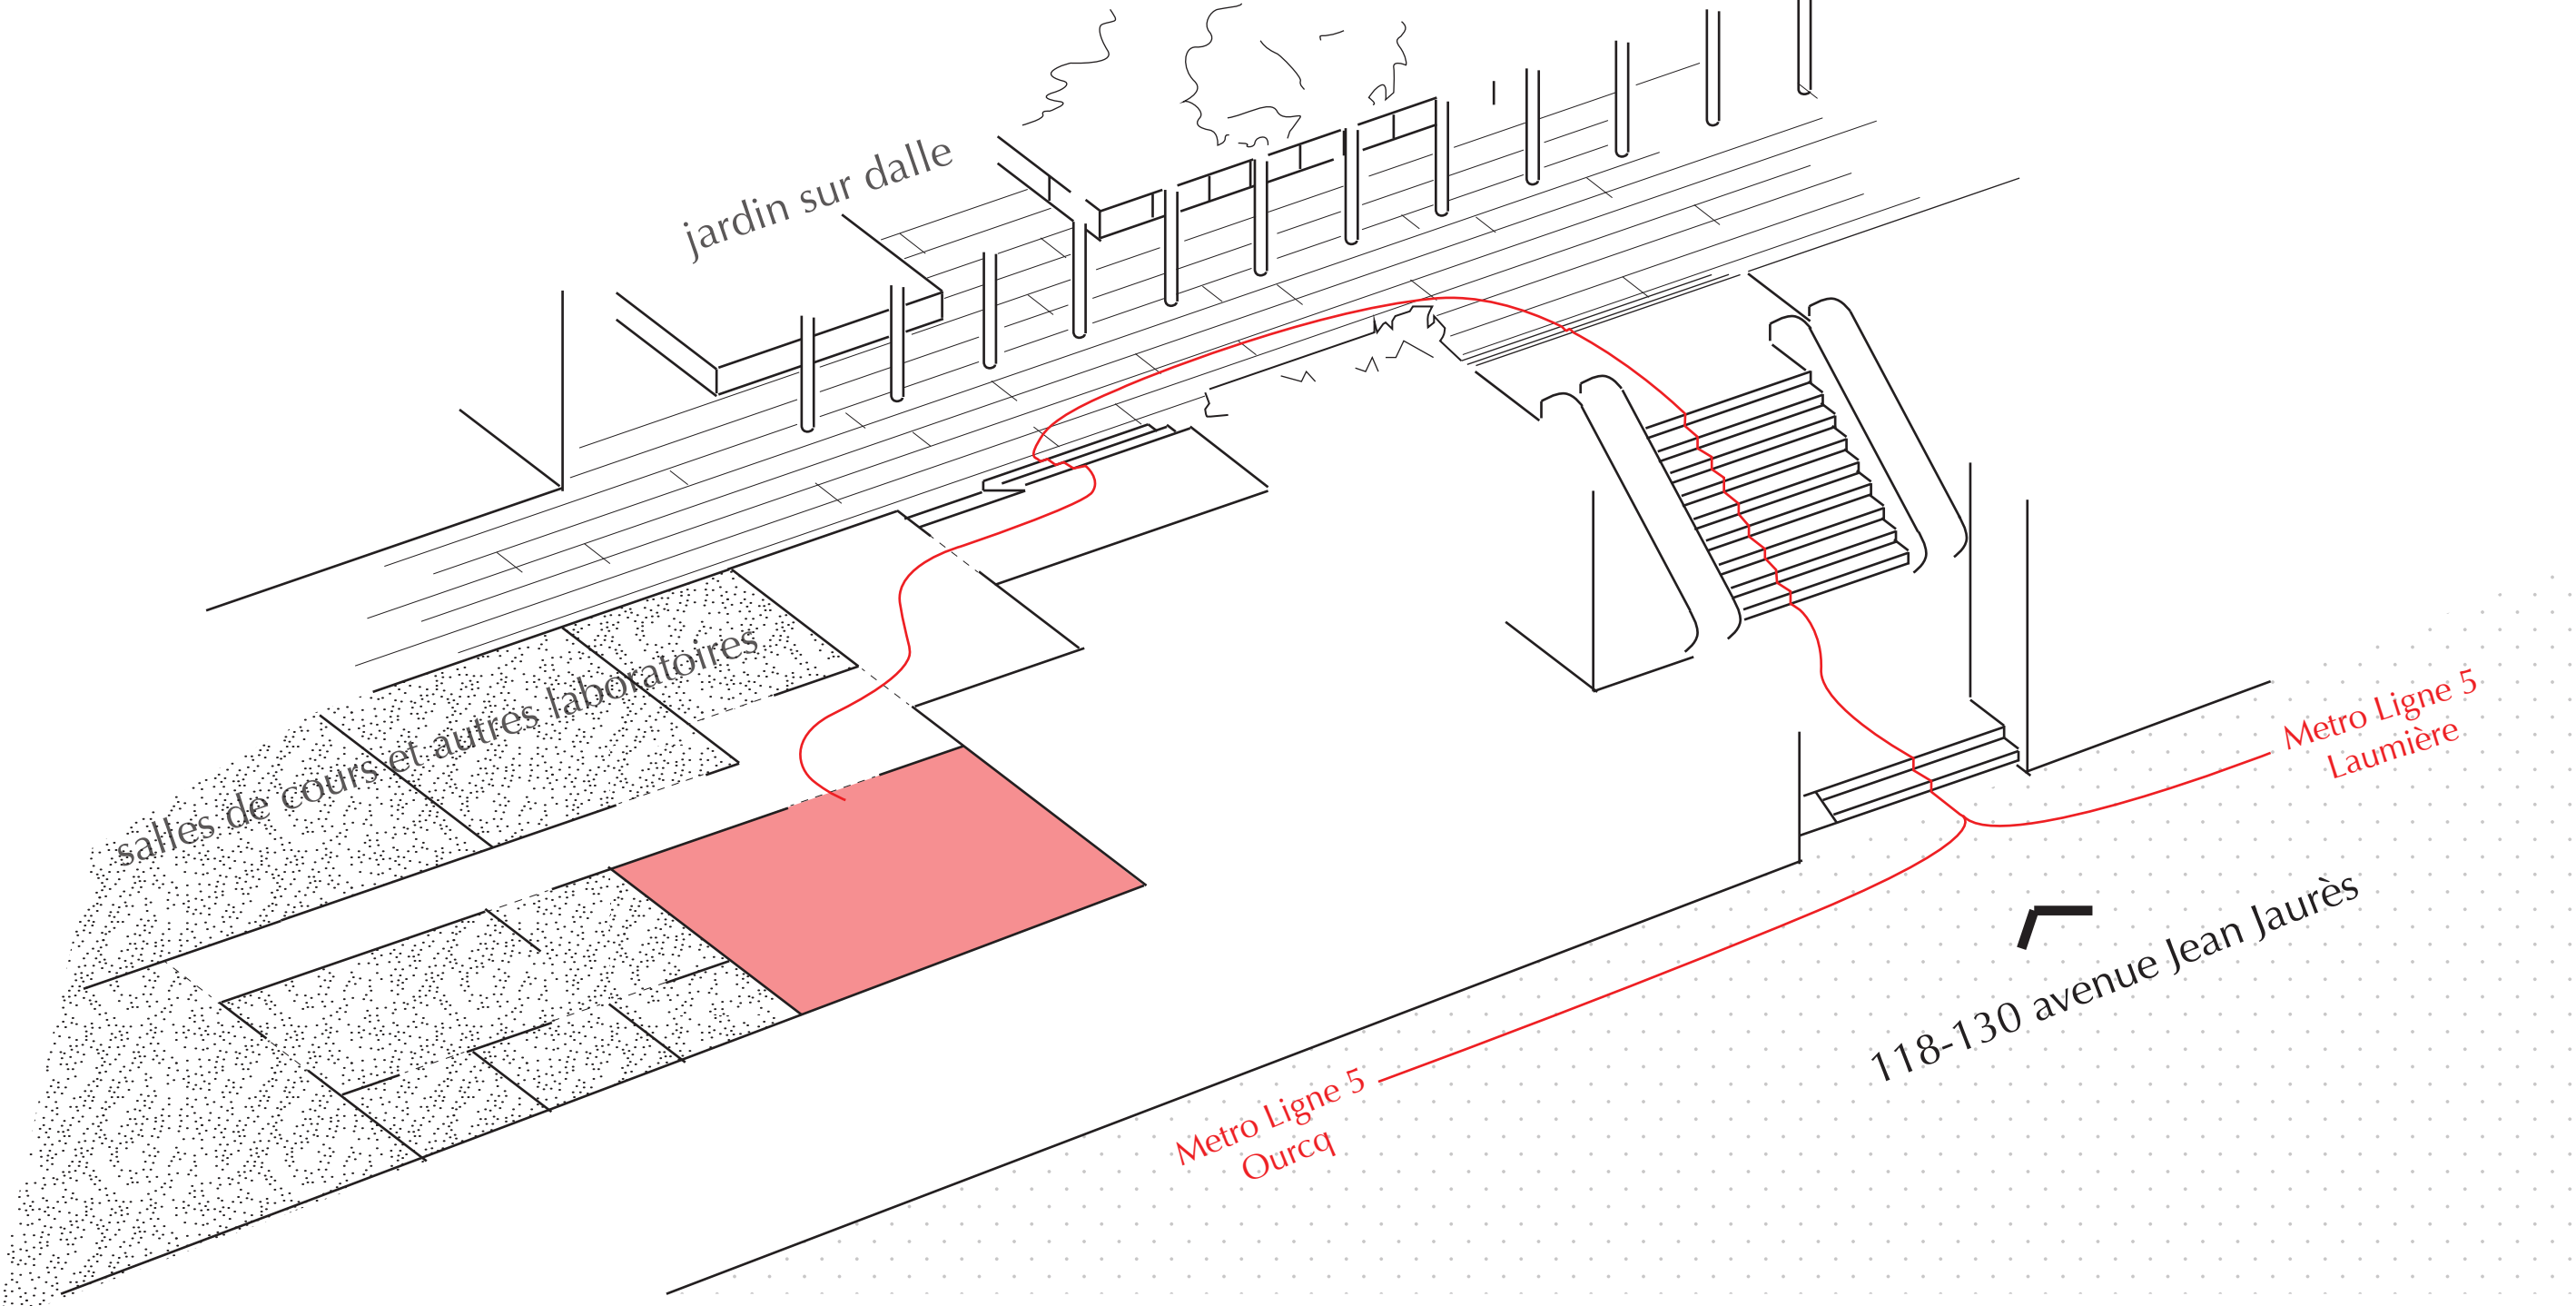 jardin sur dalle
salles de cours et autres laboratoires
Metro Ligne 5
Laumière
118-130 avenue Jean Jaurès
Metro Ligne 5
Ourcq